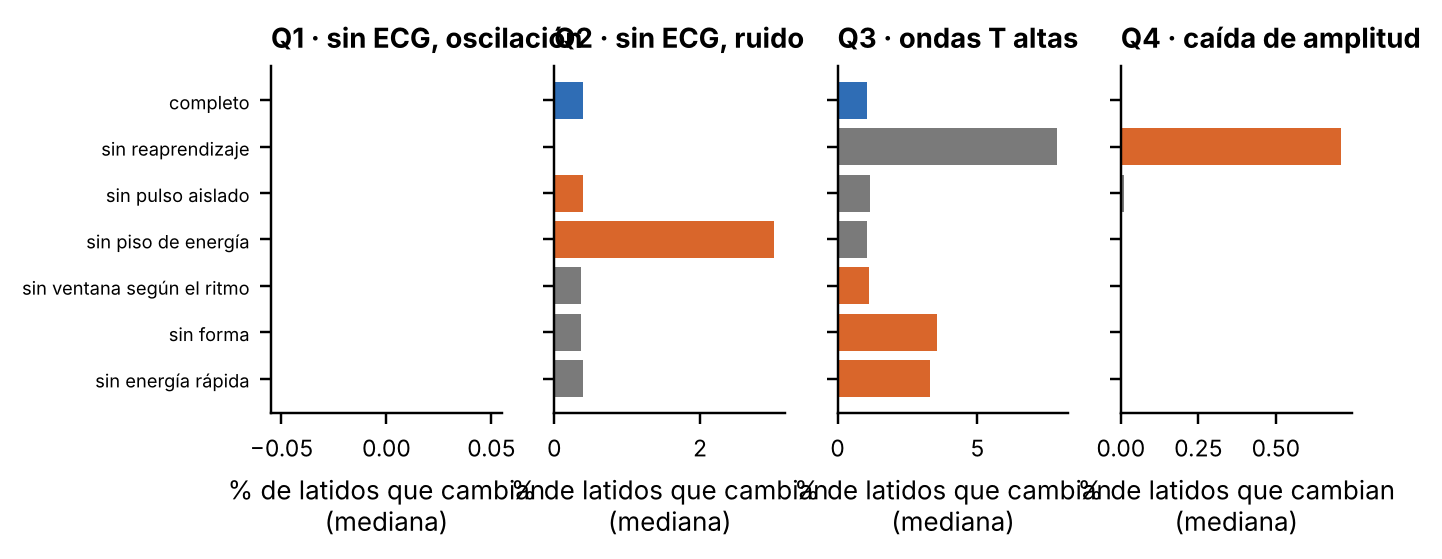 Q1 · sin ECG, oscilación
Q2 · sin ECG, ruido
Q3 · ondas T altas
Q4 · caída de amplitud
completo
sin reaprendizaje
sin pulso aislado
sin piso de energía
sin ventana según el ritmo
sin forma
sin energía rápida
−0.05 0.00 0.05
0 2
0 5
0.00 0.25 0.50
% de latidos que cambian
(mediana)
% de latidos que cambian
(mediana)
% de latidos que cambian
(mediana)
% de latidos que cambian
(mediana)